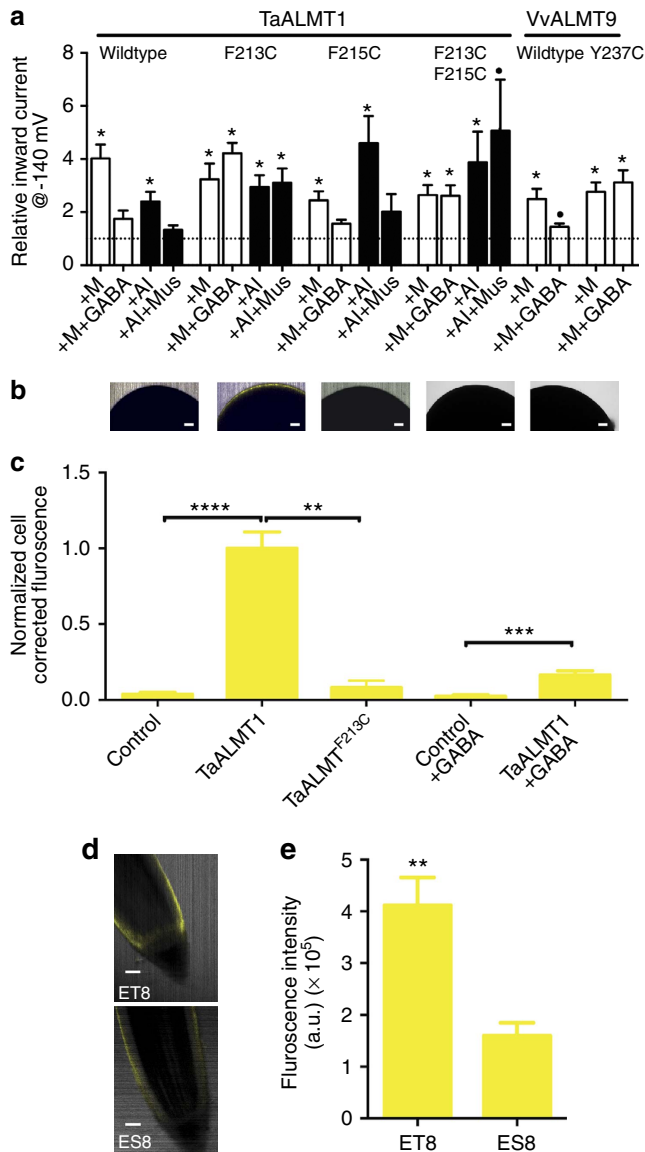 a
TaALMT1 VvALMT9
Wildtype F213C F215C F213C F215C Wildtype Y237C
Relative inward current
@-140 mV
8
6
4
2
0
* * * * * * * * * * * • * • * *
+M +M+GABA +Al +Al+Mus +M +M+GABA +Al +Al+Mus +M +M+GABA +Al +Al+Mus +M +M+GABA +Al +Al+Mus +M +M+GABA +M +M+GABA
b
c
Normalized cell
corrected fluroscence
1.5
1.0
0.5
0.0
**** ** ***
Control TaALMT1 TaALMT^F213C Control +GABA TaALMT1 +GABA
d
ET8
ES8
e
Fluroscence intensity
(a.u.) (× 10^5)
5
4
3
2
1
0
**
ET8 ES8